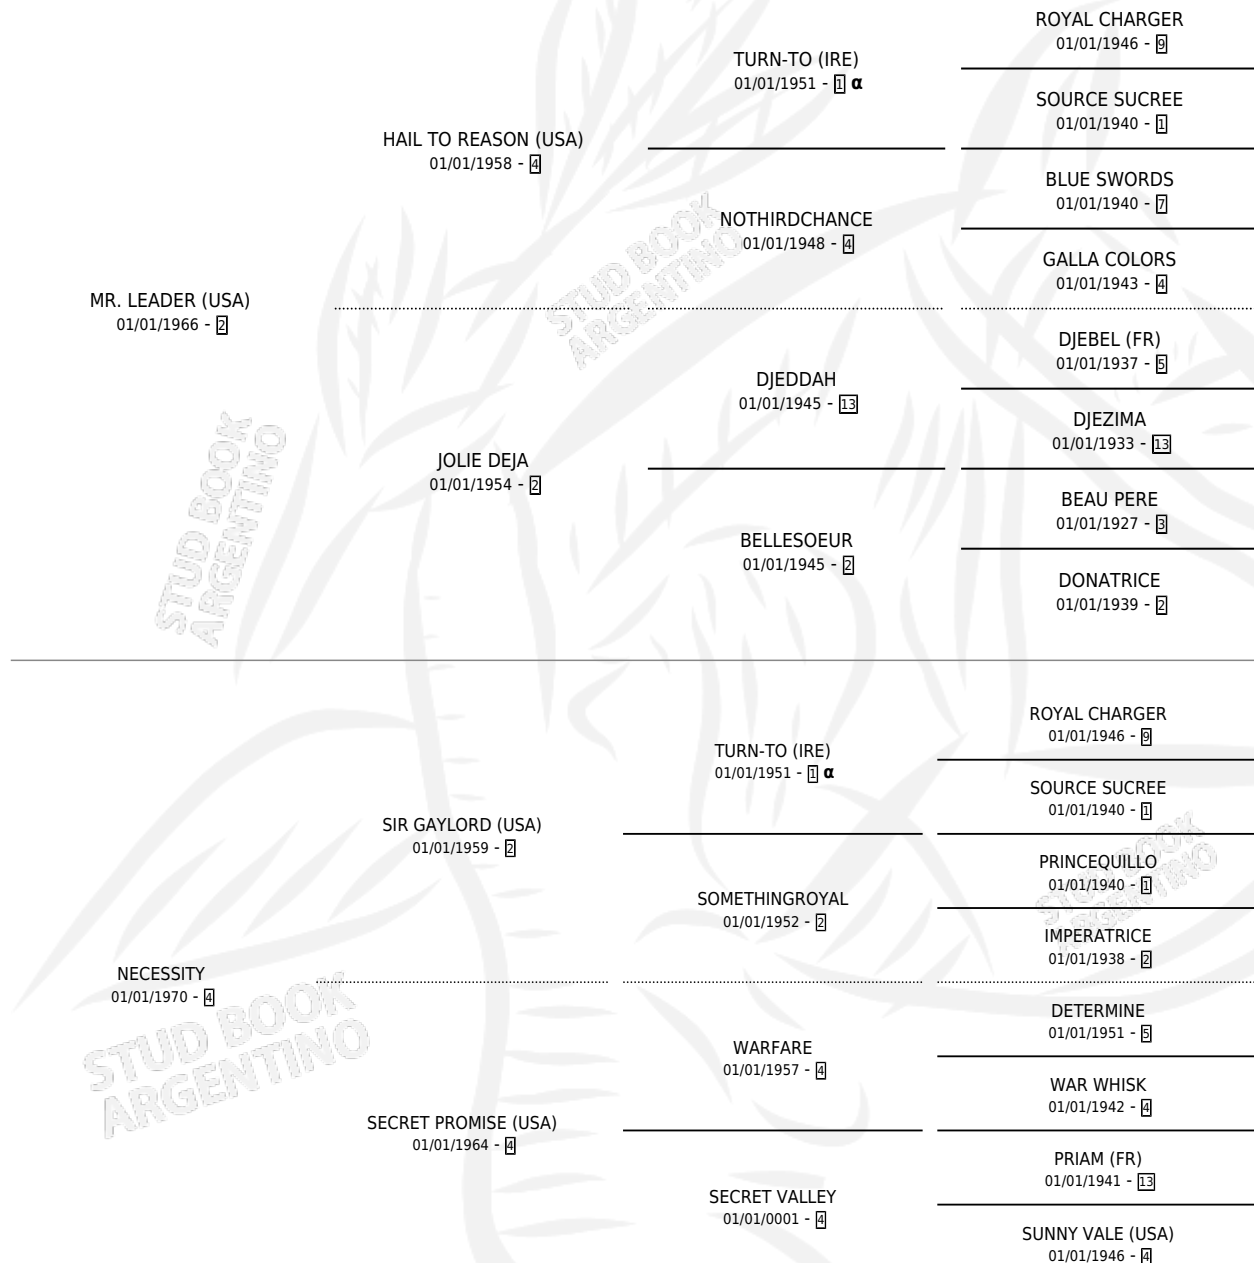 ROYAL CHARGER
01/01/1946 - 9
TURN-TO (IRE)
01/01/1951 - 1 α
SOURCE SUCREE
01/01/1940 - 1
HAIL TO REASON (USA)
01/01/1958 - 4
BLUE SWORDS
01/01/1940 - 7
NOTHIRDCHANCE
01/01/1948 - 4
GALLA COLORS
01/01/1943 - 4
MR. LEADER (USA)
01/01/1966 - 2
STUD BOOK
ARGENTINO
DJEBEL (FR)
01/01/1937 - 5
DJEDDAH
01/01/1945 - 13
DJEZIMA
01/01/1933 - 13
JOLIE DEJA
01/01/1954 - 2
STUD BOOK
ARGENTINO
BEAU PERE
01/01/1927 - 3
BELLESOEUR
01/01/1945 - 2
DONATRICE
01/01/1939 - 2
ROYAL CHARGER
01/01/1946 - 9
TURN-TO (IRE)
01/01/1951 - 1 α
SOURCE SUCREE
01/01/1940 - 1
SIR GAYLORD (USA)
01/01/1959 - 2
PRINCEQUILLO
01/01/1940 - 1
STUD BOOK
ARGENTINO
SOMETHINGROYAL
01/01/1952 - 2
IMPERATRICE
01/01/1938 - 2
NECESSITY
01/01/1970 - 4
STUD BOOK
ARGENTINO
DETERMINE
01/01/1951 - 5
WARFARE
01/01/1957 - 4
WAR WHISK
01/01/1942 - 4
SECRET PROMISE (USA)
01/01/1964 - 4
PRIAM (FR)
01/01/1941 - 13
SECRET VALLEY
01/01/0001 - 4
SUNNY VALE (USA)
01/01/1946 - 4